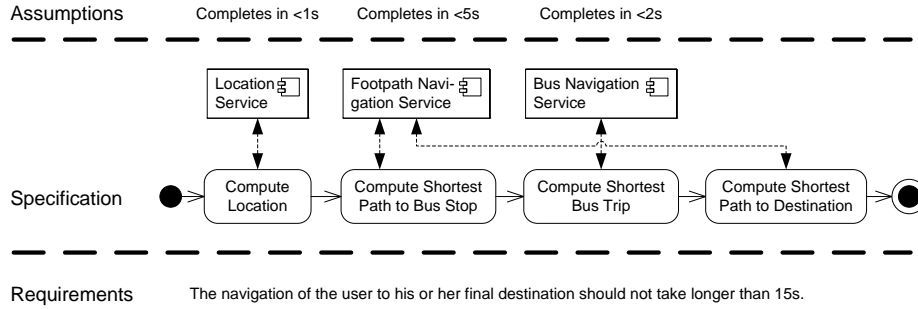 Assumptions Completes in <1s Completes in <5s Completes in <2s
Location Service
Footpath Navi-
gation Service
Bus Navigation
Service
Specification
Compute
Location
Compute Shortest
Path to Bus Stop
Compute Shortest
Bus Trip
Compute Shortest
Path to Destination
Requirements The navigation of the user to his or her final destination should not take longer than 15s.